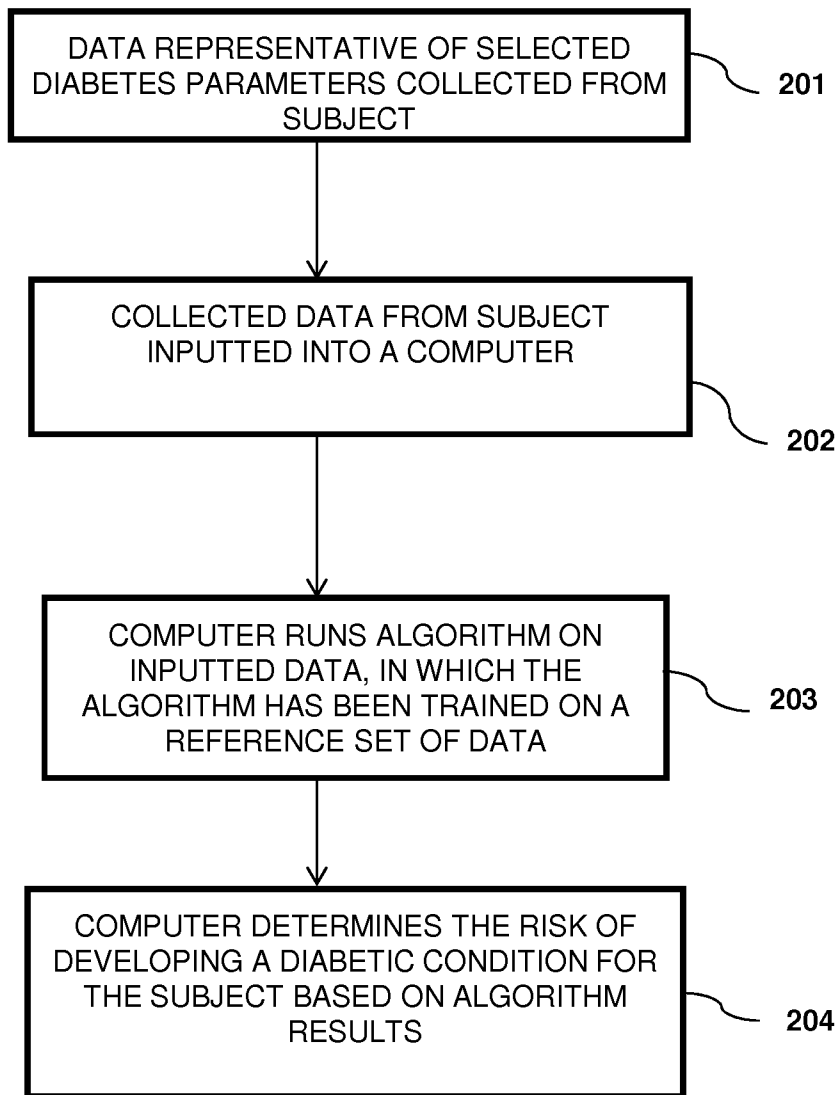 DATA REPRESENTATIVE OF SELECTED
DIABETES PARAMETERS COLLECTED FROM
SUBJECT
201
COLLECTED DATA FROM SUBJECT
INPUTTED INTO A COMPUTER
202
COMPUTER RUNS ALGORITHM ON
INPUTTED DATA, IN WHICH THE
ALGORITHM HAS BEEN TRAINED ON A
REFERENCE SET OF DATA
203
COMPUTER DETERMINES THE RISK OF
DEVELOPING A DIABETIC CONDITION FOR
THE SUBJECT BASED ON ALGORITHM
RESULTS
204